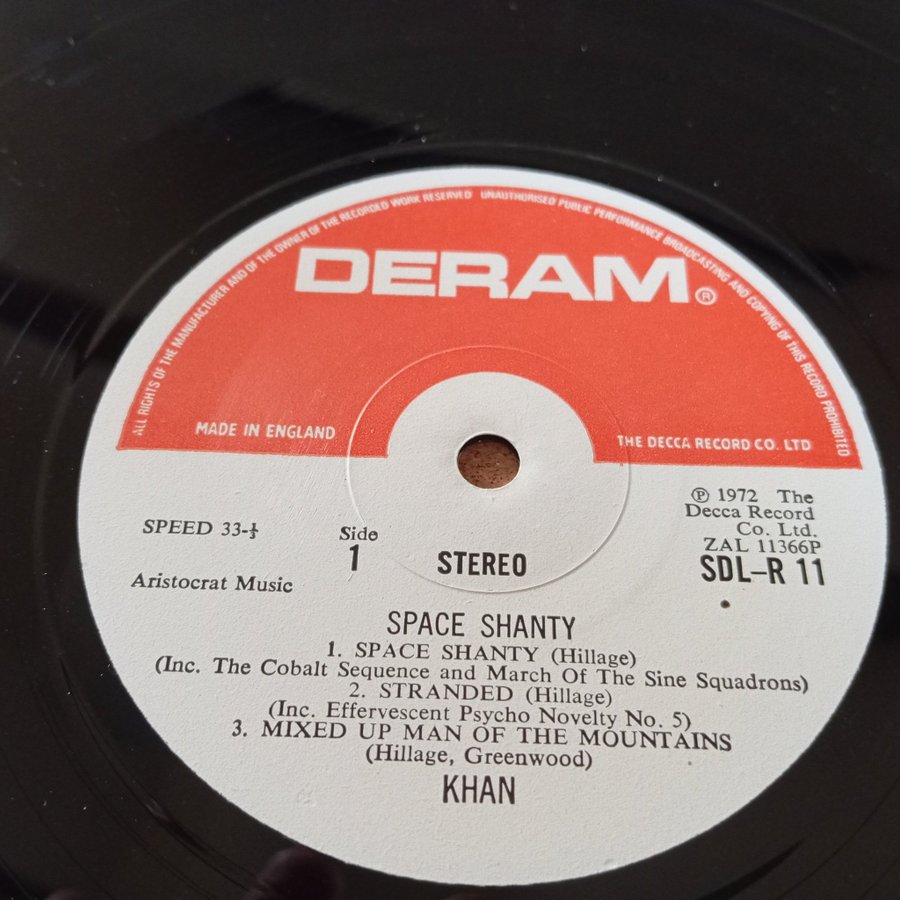 ALL RIGHTS OF THE MANUFACTURER AND OF THE OWNER OF THE RECORDED WORK RESERVED UNAUTHORISED PUBLIC PERFORMANCE BROADCASTING AND COPYING OF THIS RECORD PROHIBITED
DERAM®
MADE IN ENGLAND
THE DECCA RECORD CO. LTD
℗ 1972 The
Decca Record
Co. Ltd.
ZAL 11366P
SDL-R 11
SPEED 33-⅓
Side
1
STEREO
Aristocrat Music
SPACE SHANTY
1. SPACE SHANTY (Hillage)
(Inc. The Cobalt Sequence and March Of The Sine Squadrons)
2. STRANDED (Hillage)
(Inc. Effervescent Psycho Novelty No. 5)
3. MIXED UP MAN OF THE MOUNTAINS
(Hillage, Greenwood)
KHAN